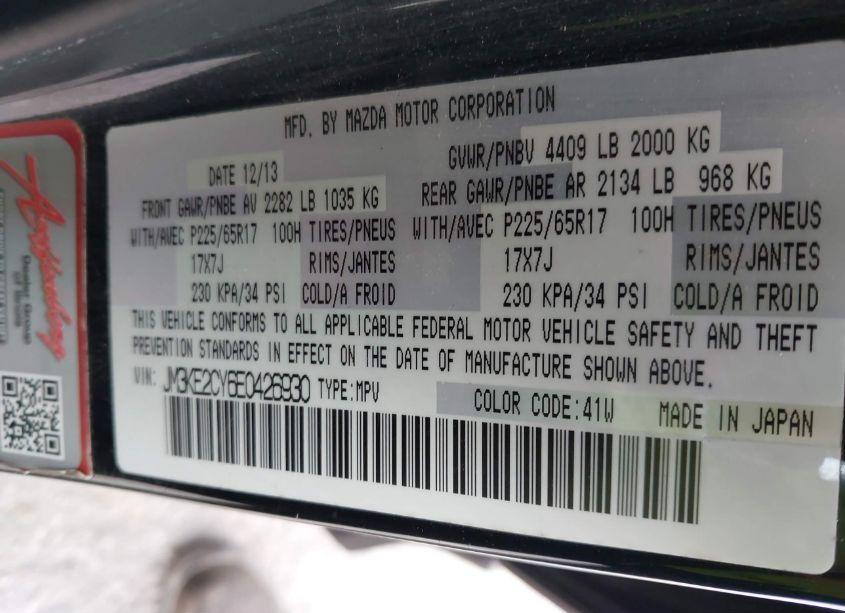 MFD. BY MAZDA MOTOR CORPORATION
DATE 12/13
GVWR/PNBV 4409 LB 2000 KG
FRONT GAWR/PNBE AV 2282 LB 1035 KG
REAR GAWR/PNBE AR 2134 LB 968 KG
WITH/AVEC P225/65R17 100H TIRES/PNEUS
WITH/AVEC P225/65R17 100H TIRES/PNEUS
17X7J RIMS/JANTES
17X7J RIMS/JANTES
230 KPA/34 PSI COLD/A FROID
230 KPA/34 PSI COLD/A FROID
THIS VEHICLE CONFORMS TO ALL APPLICABLE FEDERAL MOTOR VEHICLE SAFETY AND THEFT
PREVENTION STANDARDS IN EFFECT ON THE DATE OF MANUFACTURE SHOWN ABOVE.
VIN: JM3KE2CY6E0426930 TYPE:MPV
COLOR CODE:41W MADE IN JAPAN